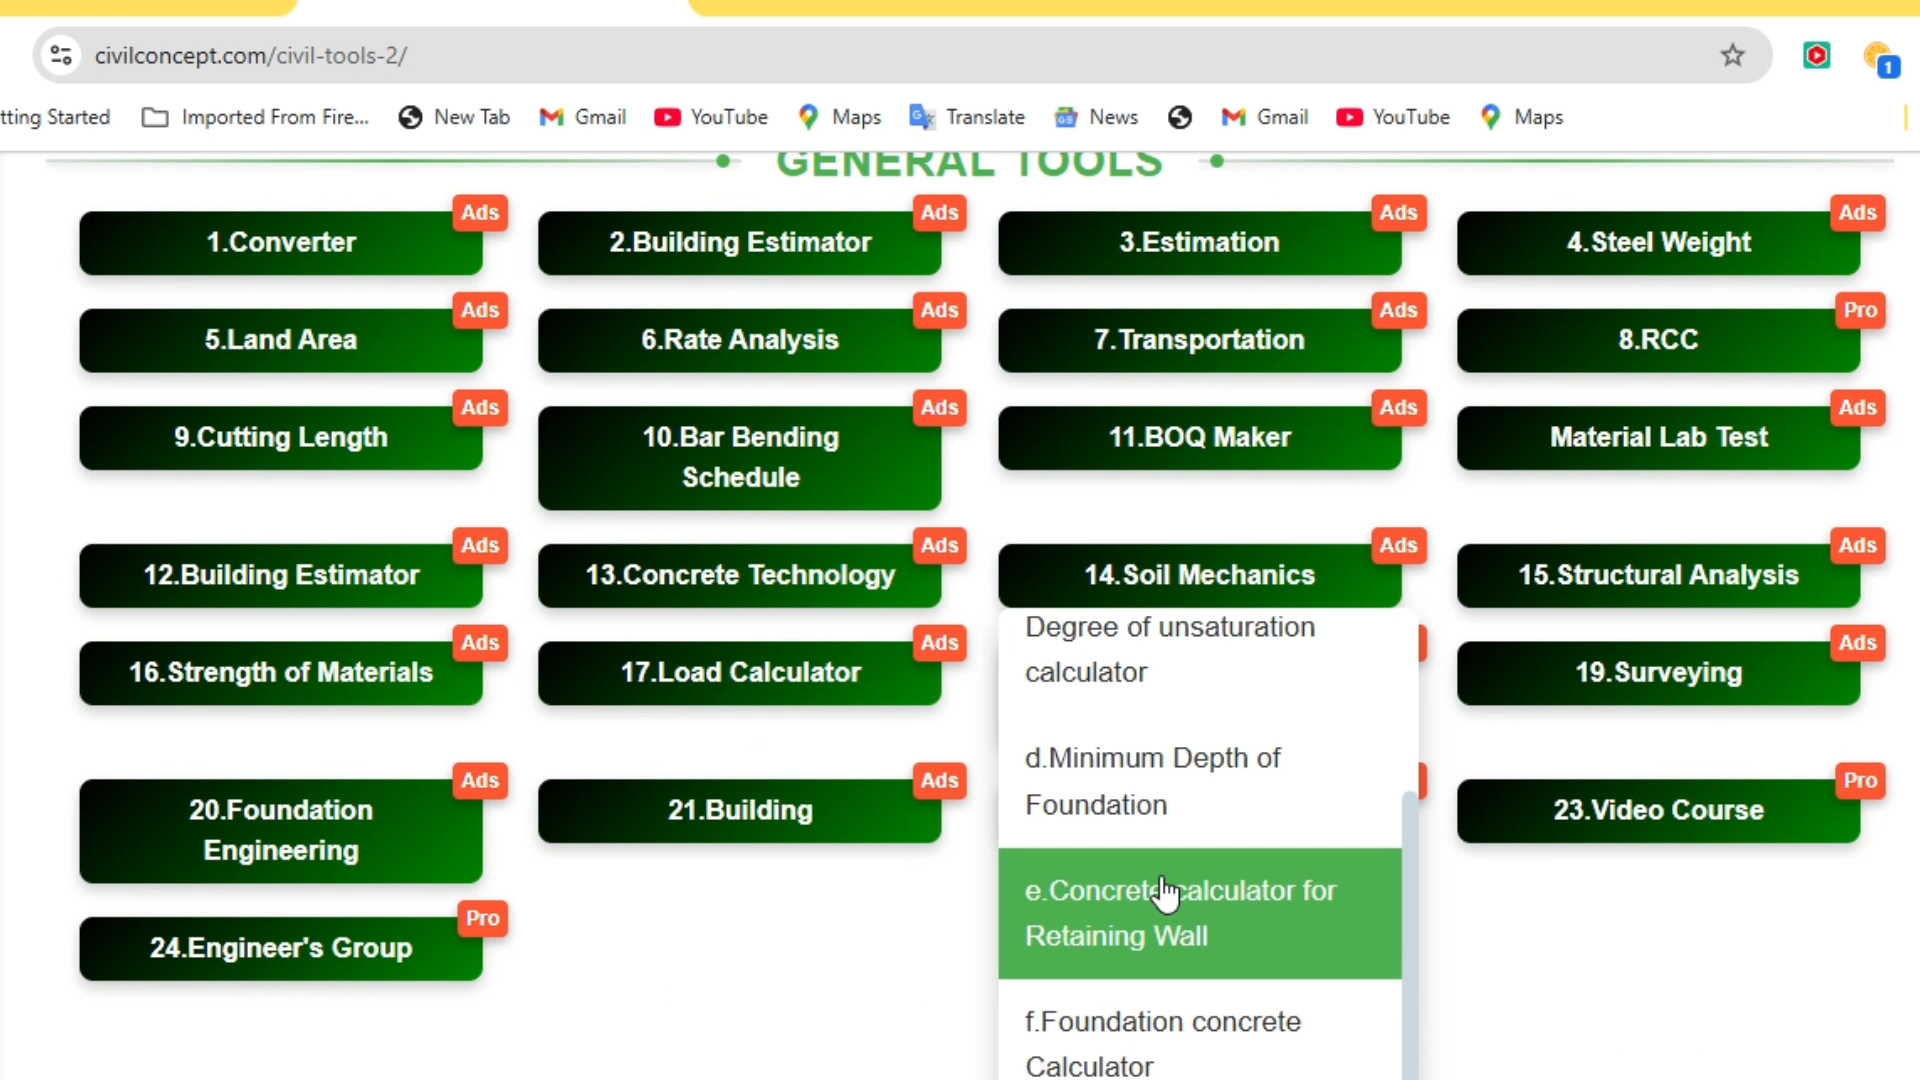 civilconcept.com/civil-tools-2/
1
tting Started Imported From Fire... New Tab Gmail YouTube Maps Translate News Gmail YouTube Maps
GENERAL TOOLS
Ads Ads Ads Ads
1.Converter 2.Building Estimator 3.Estimation 4.Steel Weight
Ads Ads Ads Pro
5.Land Area 6.Rate Analysis 7.Transportation 8.RCC
Ads Ads Ads Ads
9.Cutting Length 10.Bar Bending 11.BOQ Maker Material Lab Test
Schedule
Ads Ads Ads Ads
12.Building Estimator 13.Concrete Technology 14.Soil Mechanics 15.Structural Analysis
Degree of unsaturation
calculator
d.Minimum Depth of
Foundation
e.Concrete calculator for
Retaining Wall
f.Foundation concrete
Calculator
Ads Ads Ads
16.Strength of Materials 17.Load Calculator 19.Surveying
Ads Ads Pro
20.Foundation 21.Building 23.Video Course
Engineering
Pro
24.Engineer's Group